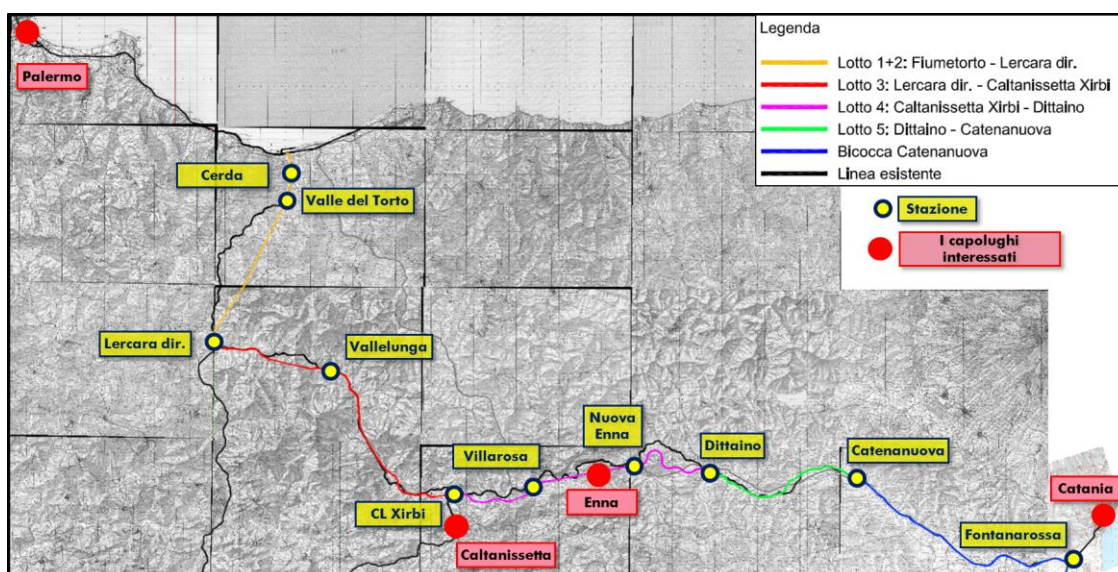 Palermo
Legenda
Lotto 1+2: Fiumetorto - Lercara dir.
Lotto 3: Lercara dir. - Caltanissetta Xirbi
Lotto 4: Caltanissetta Xirbi - Dittaino
Lotto 5: Dittaino - Catenanuova
Bicocca Catenanuova
Linea esistente
Stazione
I capolughi
interessati
Cerda
Valle del Torto
Lercara dir.
Vallelunga
Nuova
Enna
Villarosa
Dittaino
Catenanuova
Enna
CL Xirbi
Caltanissetta
Catania
Fontanarossa